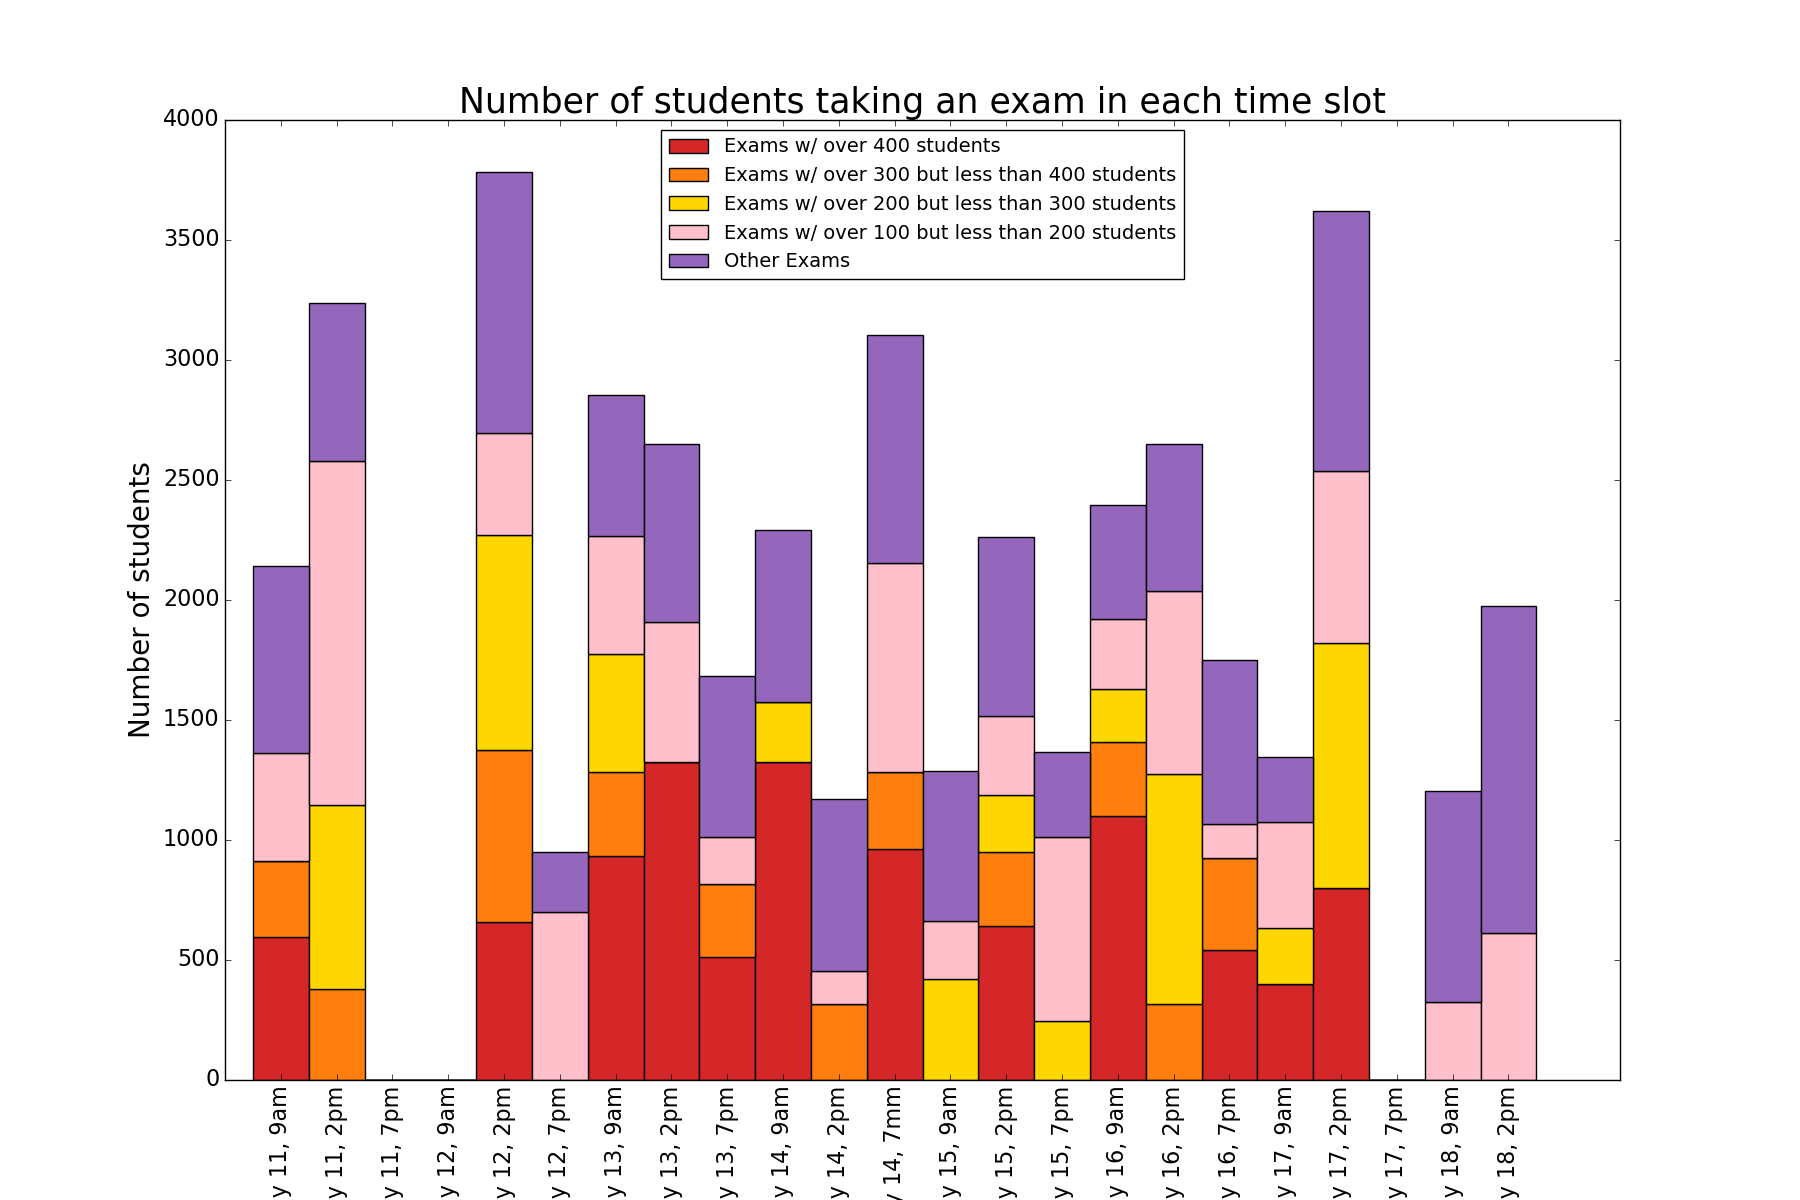 Number of students taking an exam in each time slot
Exams w/ over 400 students
Exams w/ over 300 but less than 400 students
Exams w/ over 200 but less than 300 students
Exams w/ over 100 but less than 200 students
Other Exams
Number of students
4000
3500
3000
2500
2000
1500
1000
500
0
y 11, 9am
y 11, 2pm
y 11, 7pm
y 12, 9am
y 12, 2pm
y 12, 7pm
y 13, 9am
y 13, 2pm
y 13, 7pm
y 14, 9am
y 14, 2pm
y 14, 7mm
y 15, 9am
y 15, 2pm
y 15, 7pm
y 16, 9am
y 16, 2pm
y 16, 7pm
y 17, 9am
y 17, 2pm
y 17, 7pm
y 18, 9am
y 18, 2pm